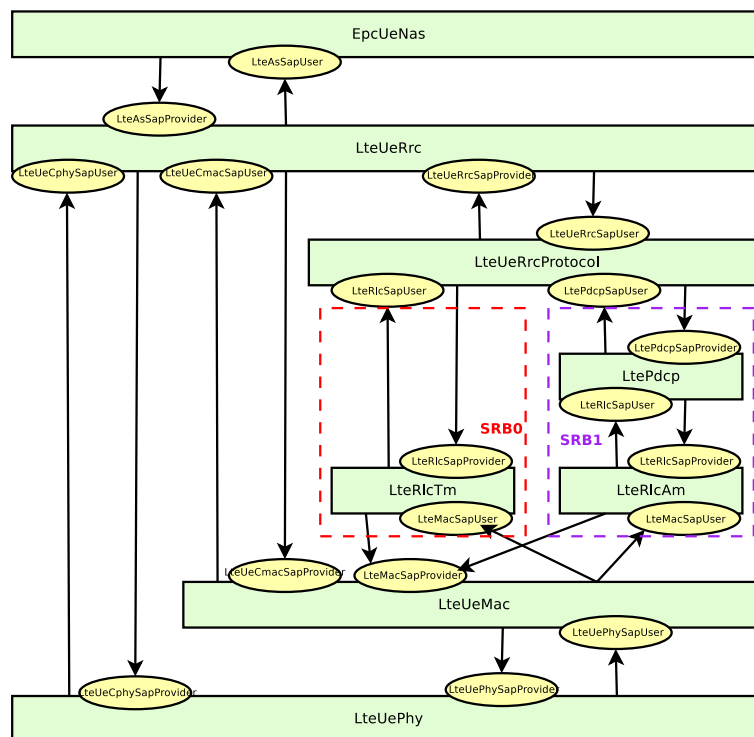 EpcUeNas
LteAsSapUser
LteAsSapProvider
LteUeRrc
LteUeCphySapUser
LteUeCmacSapUser
LteUeRrcSapProvider
LteUeRrcSapUser
LteUeRrcProtocol
LteRlcSapUser
LtePdcpSapUser
LtePdcpSapProvider
LtePdcp
LteRlcSapUser
SRB0
SRB1
LteRlcSapProvider
LteRlcSapProvider
LteRlcTm
LteRlcAm
LteMacSapUser
LteMacSapUser
LteUeCmacSapProvider
LteMacSapProvider
LteUeMac
LteUePhySapUser
LteUeCphySapProvider
LteUePhySapProvider
LteUePhy